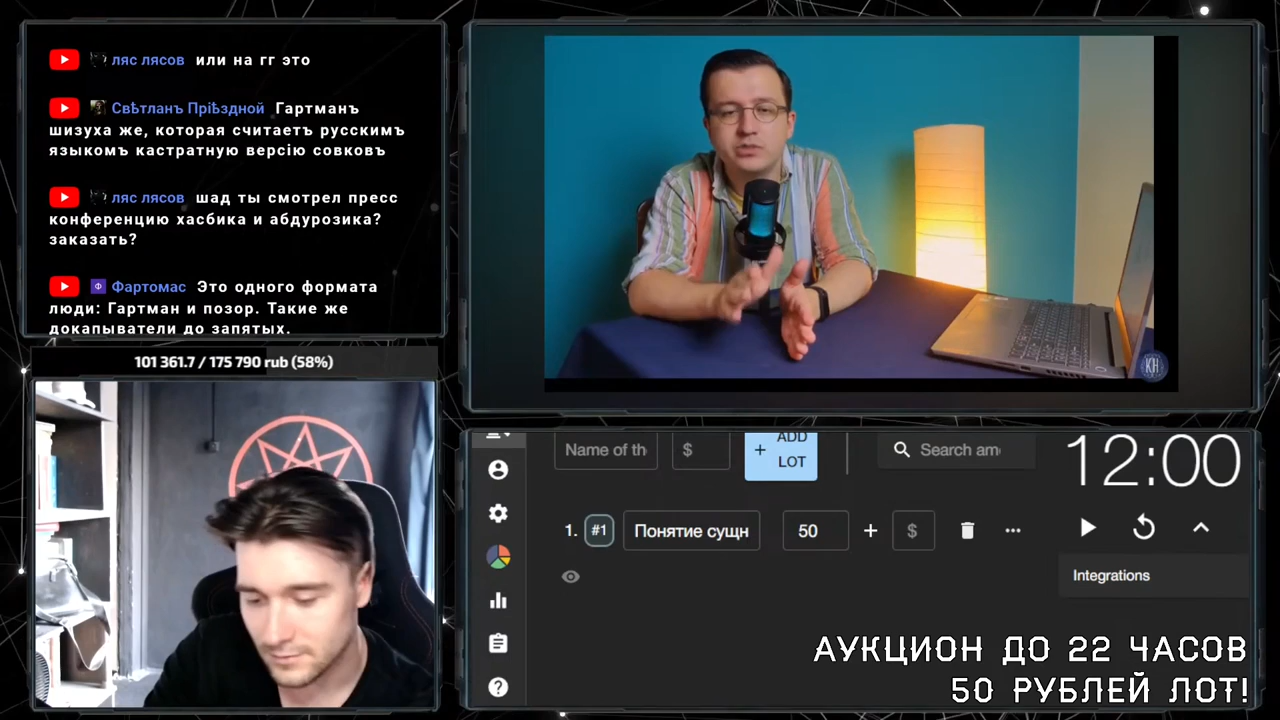 ляс лясов или на гг это
Свѣтланъ Пріѣздной Гартманъ
шизуха же, которая считаетъ русскимъ
языкомъ кастратную версію совковъ
ляс лясов шад ты смотрел пресс
конференцию хасбика и абдурозика?
заказать?
Ф Фартомас Это одного формата
люди: Гартман и позор. Такие же
докапыватели до запятых.
101 361.7 / 175 790 rub (58%)
КН
Name of th
$
+ ADD
LOT
Search am
12:00
1. #1 Понятие сущн 50 + $
Integrations
АУКЦИОН ДО 22 ЧАСОВ
50 РУБЛЕЙ ЛОТ!